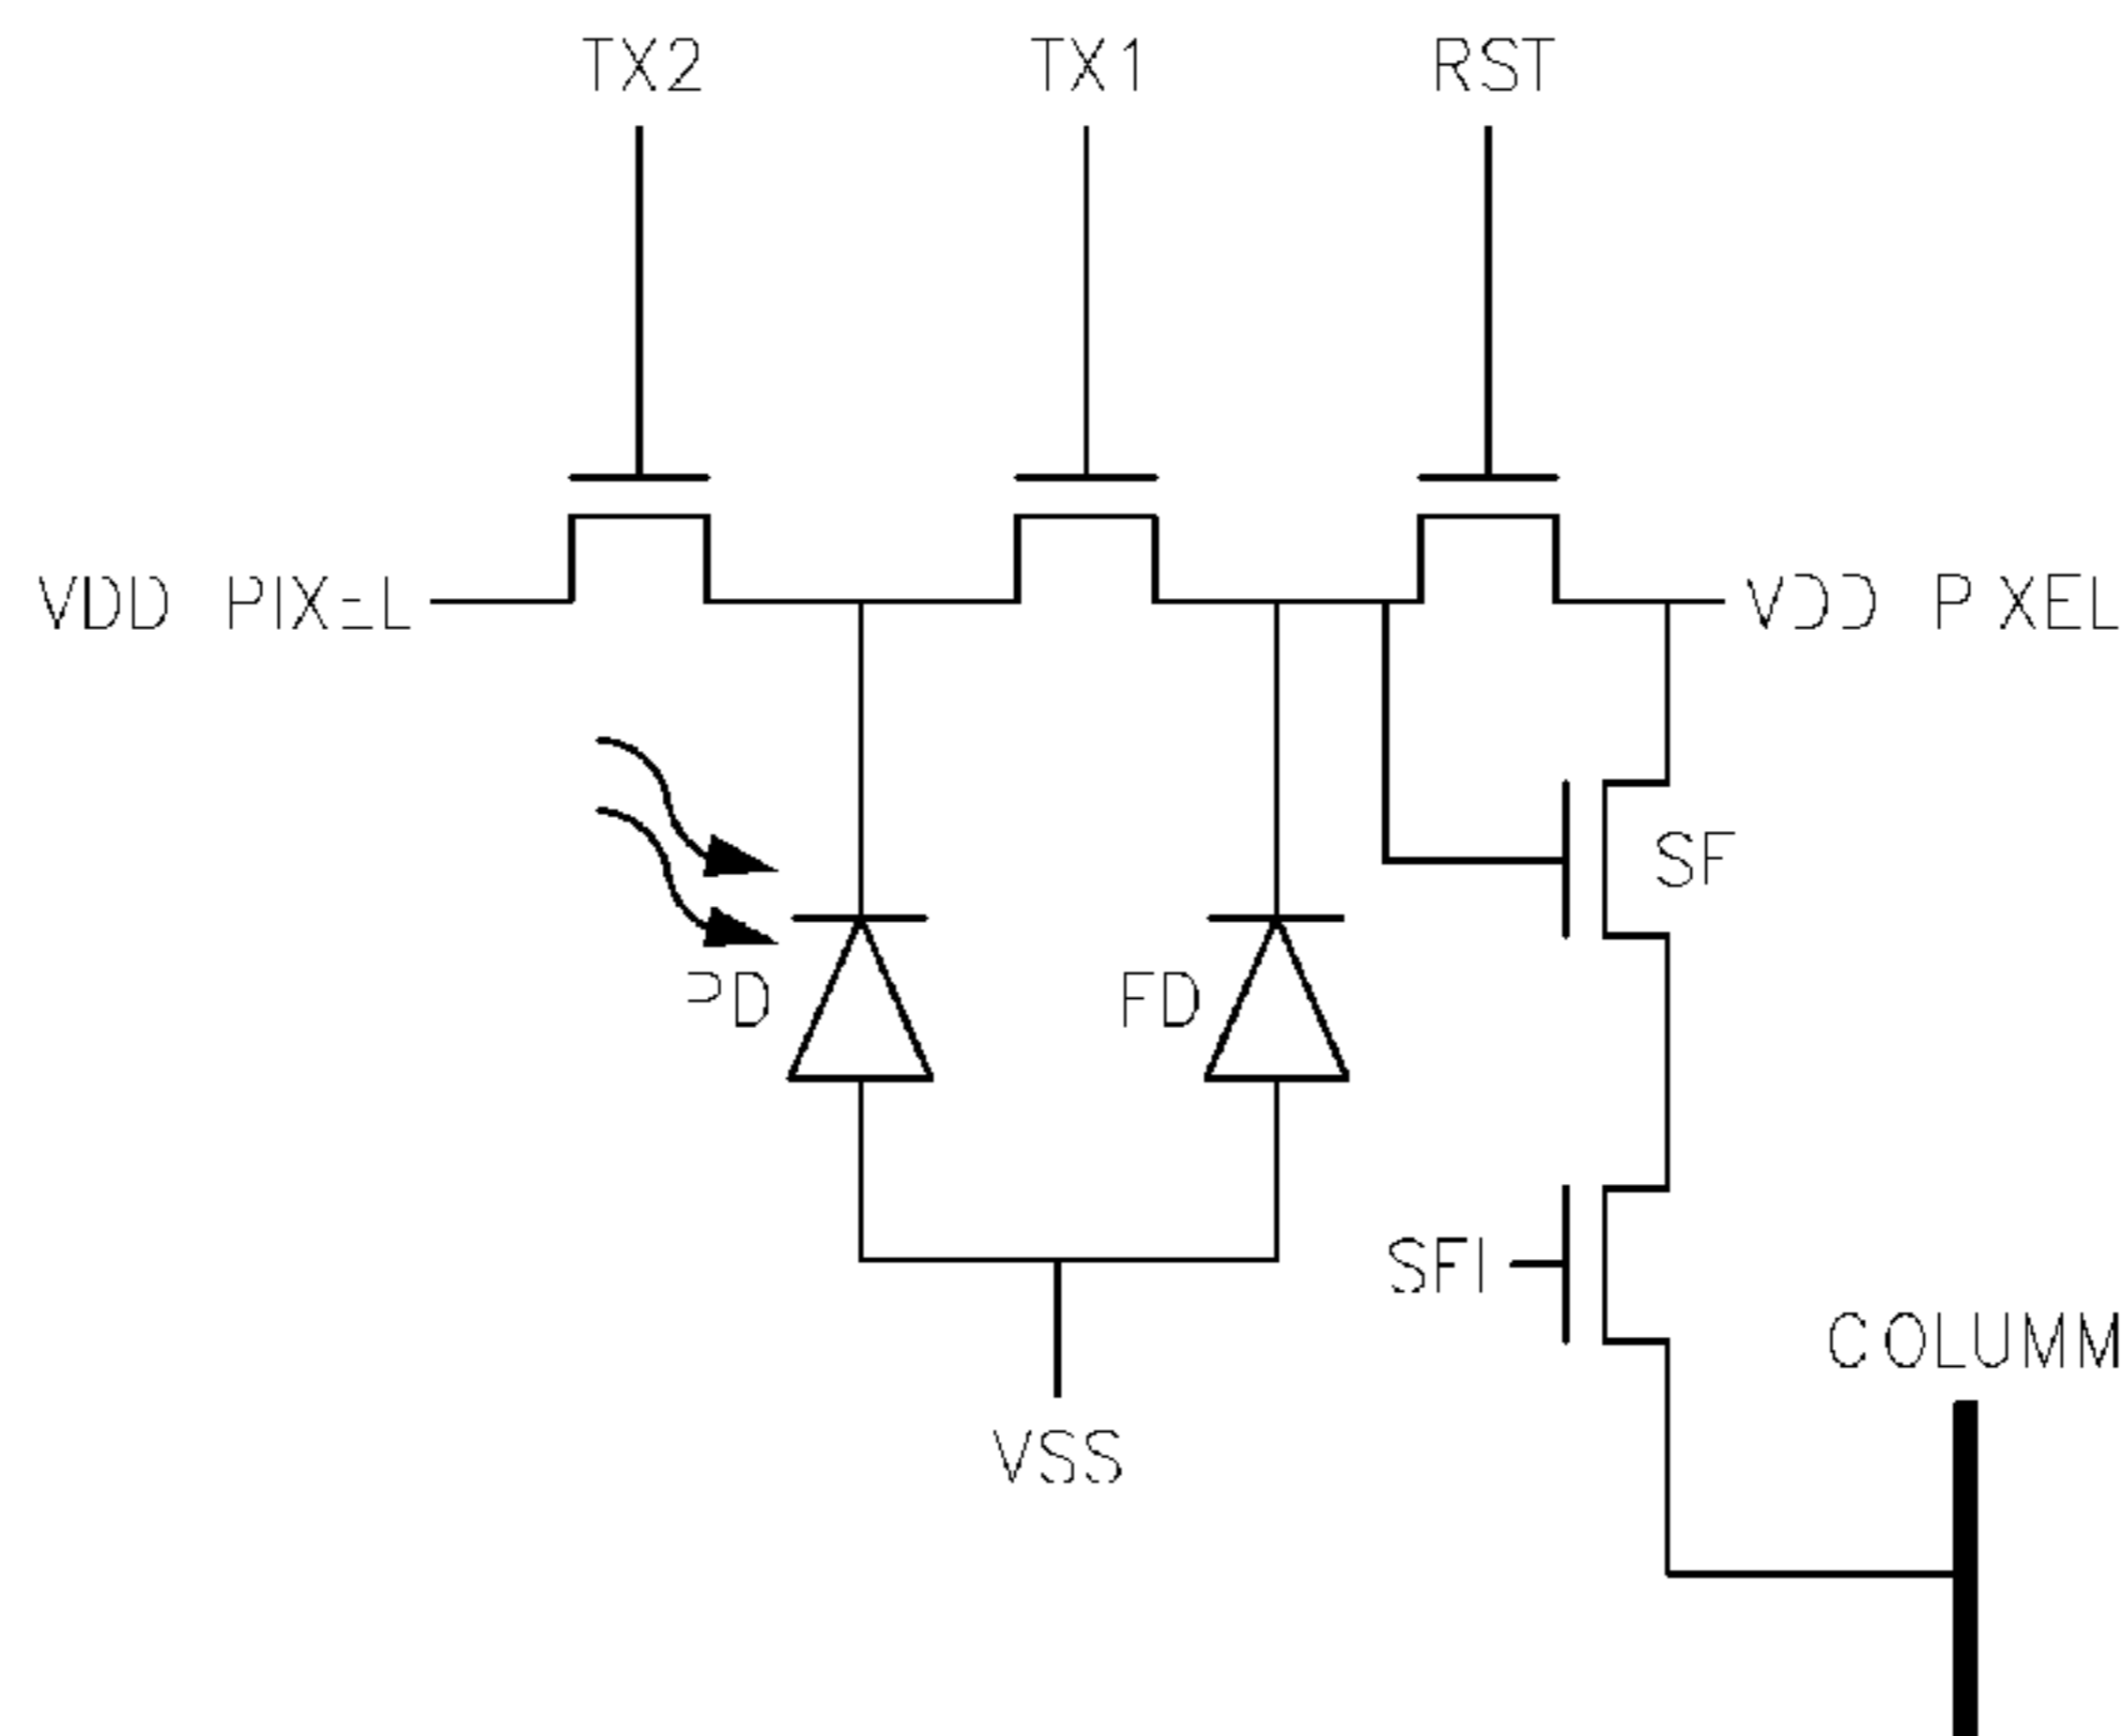 TX2 TX1 RST
VDD PIXEL VDD PIXEL
SF
PD FD
SFI
COLUMM
VSS